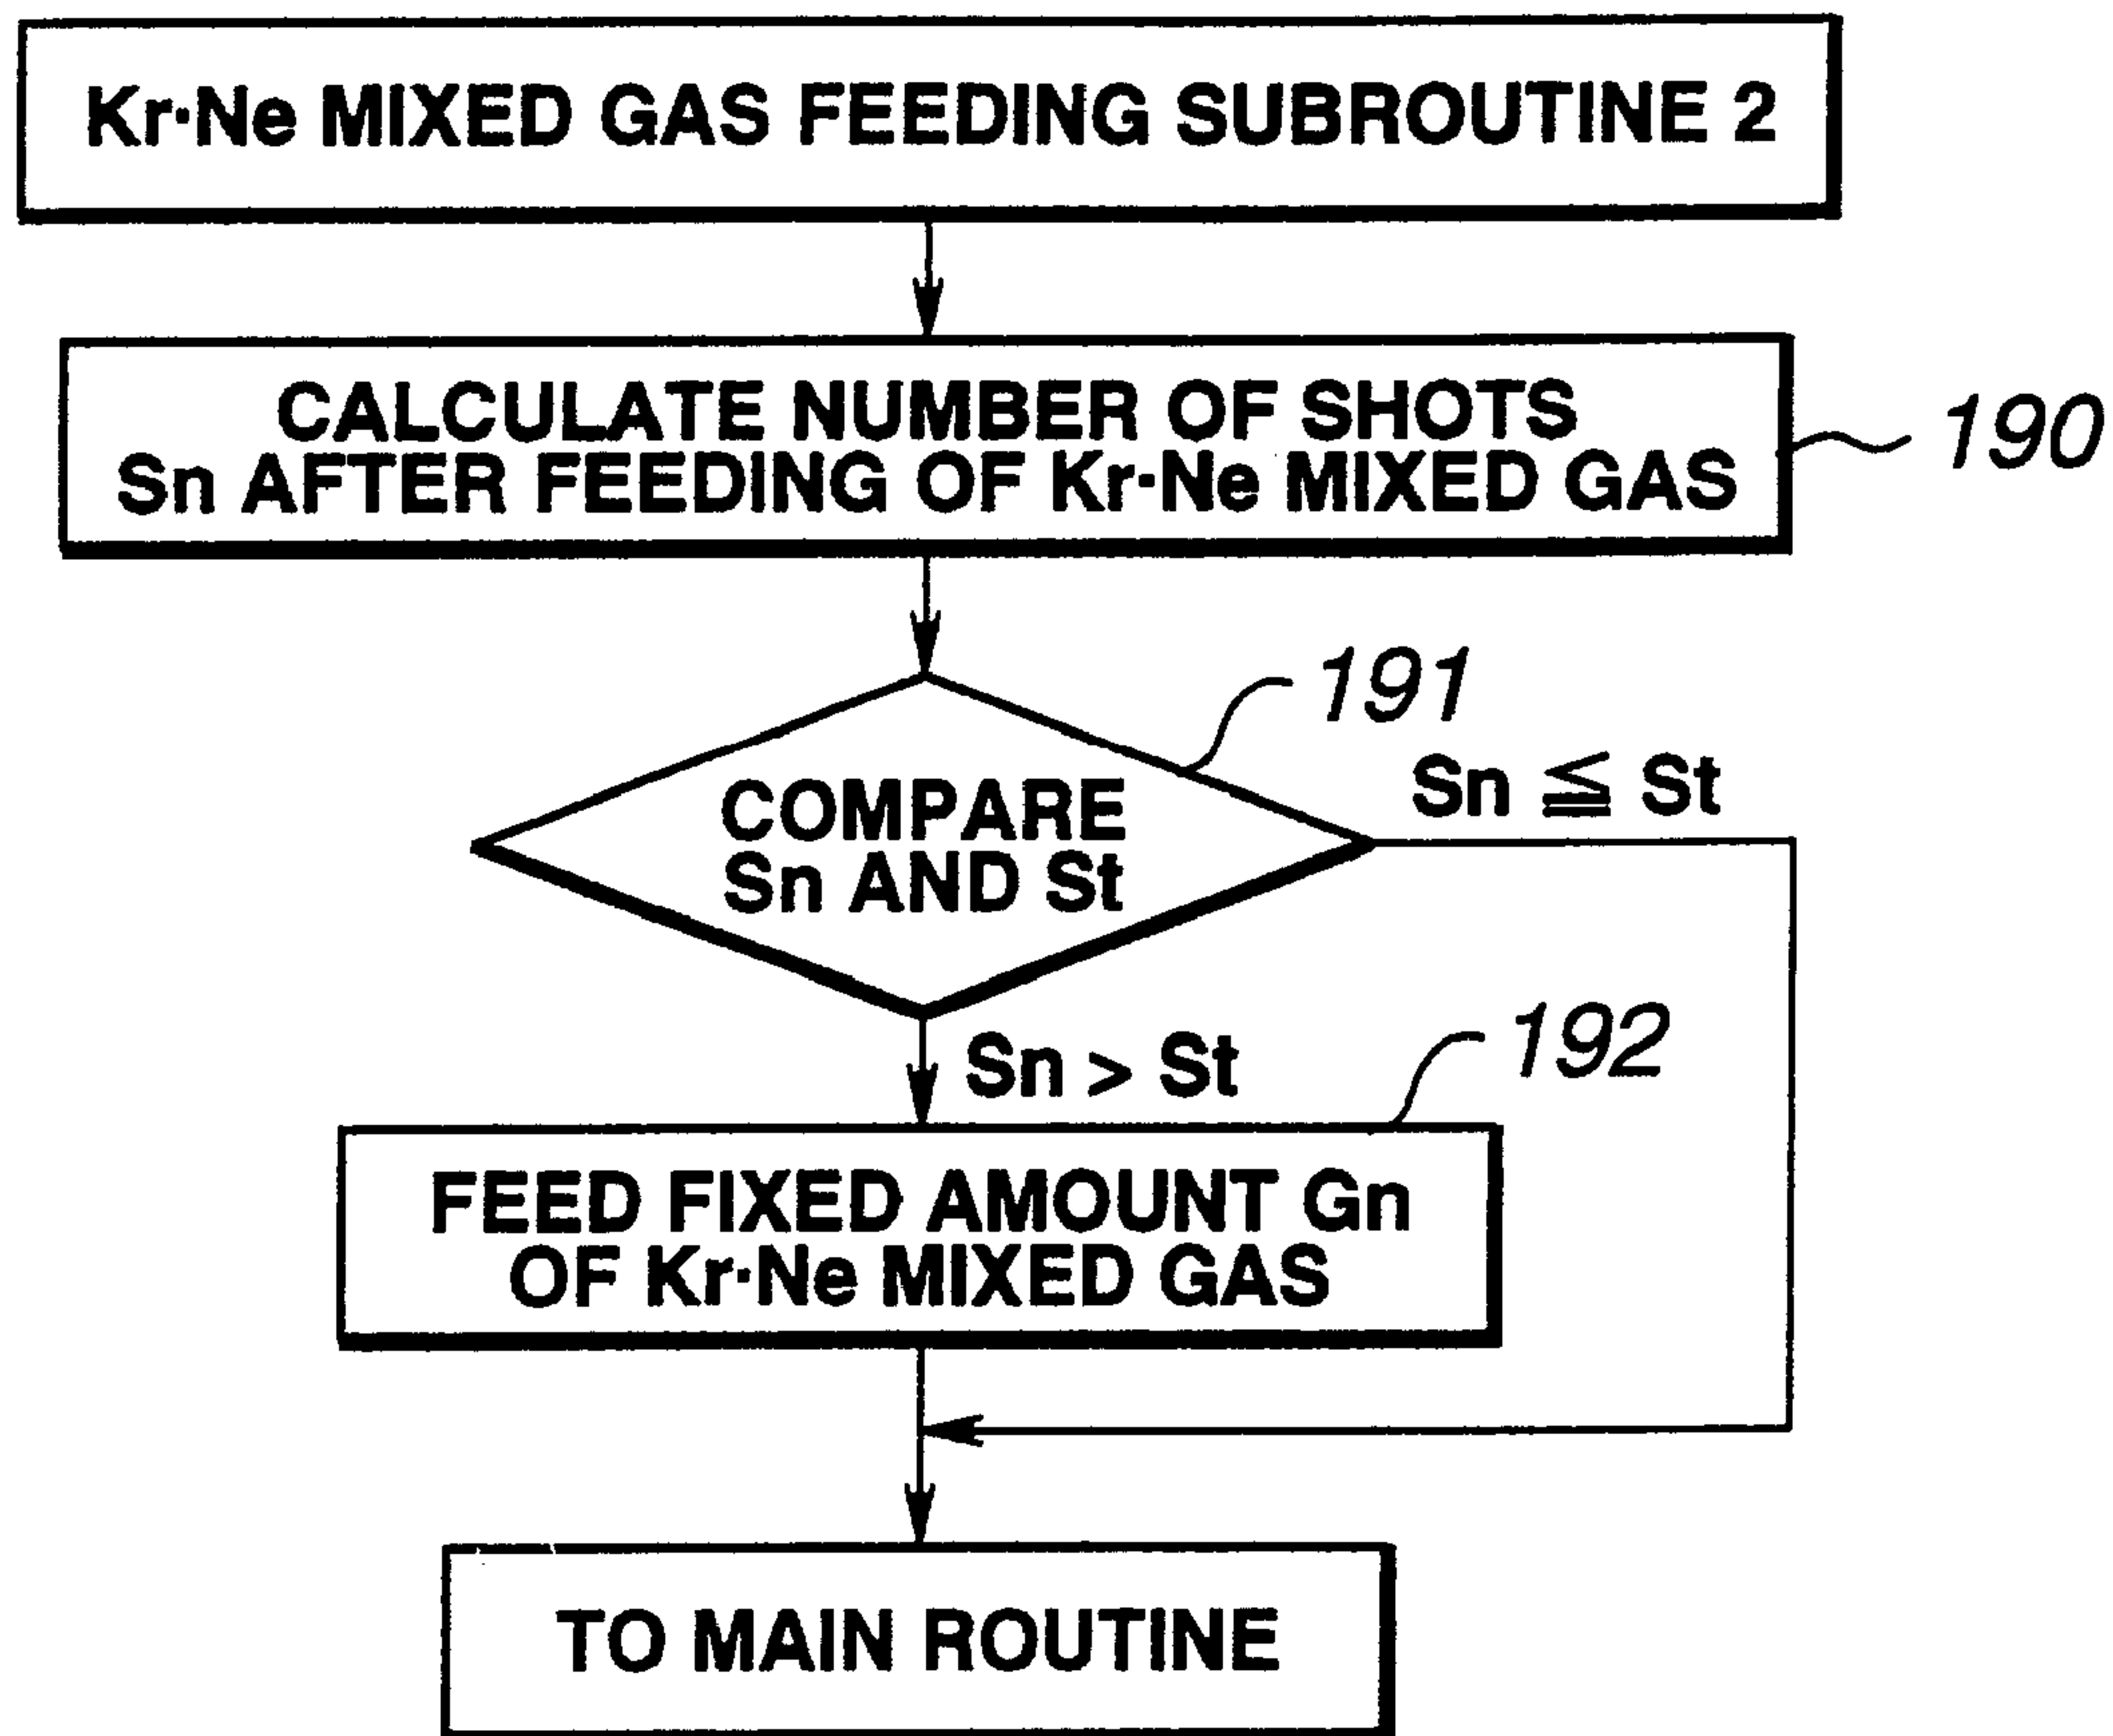 Kr·Ne MIXED GAS FEEDING SUBROUTINE 2
CALCULATE NUMBER OF SHOTS
Sn AFTER FEEDING OF Kr·Ne MIXED GAS
190
191
Sn ≦ St
COMPARE
Sn AND St
Sn > St
192
FEED FIXED AMOUNT Gn
OF Kr·Ne MIXED GAS
TO MAIN ROUTINE